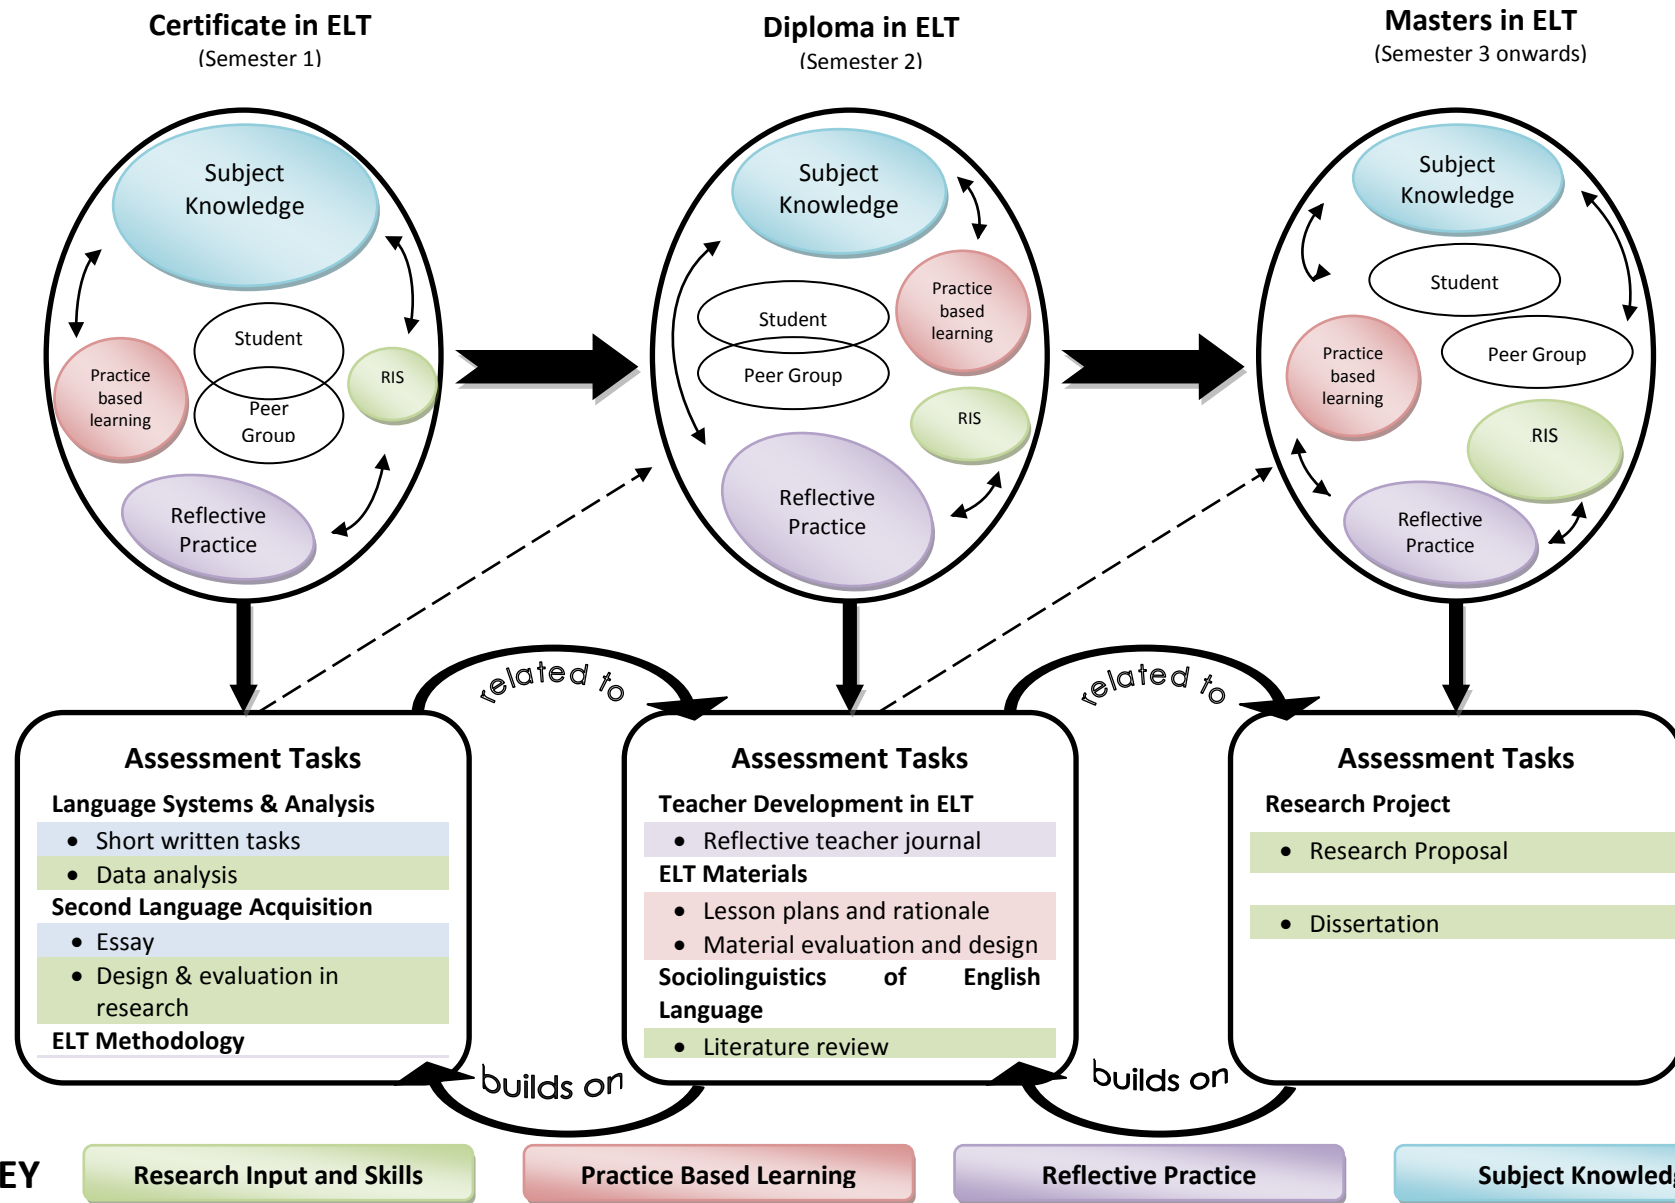 Certificate in ELT
(Semester 1)
Diploma in ELT
(Semester 2)
Masters in ELT
(Semester 3 onwards)
Subject
Knowledge
Student
Peer
Group
Practice
based
learning
RIS
Reflective
Practice
Subject
Knowledge
Practice
based
learning
Student
Peer Group
RIS
Reflective
Practice
Subject
Knowledge
Student
Peer Group
Practice
based
learning
RIS
Reflective
Practice
related to
related to
Assessment Tasks
Language Systems & Analysis
• Short written tasks
• Data analysis
Second Language Acquisition
• Essay
• Design & evaluation in
research
ELT Methodology
Assessment Tasks
Teacher Development in ELT
• Reflective teacher journal
ELT Materials
• Lesson plans and rationale
• Material evaluation and design
Sociolinguistics of English
Language
• Literature review
Assessment Tasks
Research Project
• Research Proposal
• Dissertation
builds on
builds on
EY
Research Input and Skills
Practice Based Learning
Reflective Practice
Subject Knowled